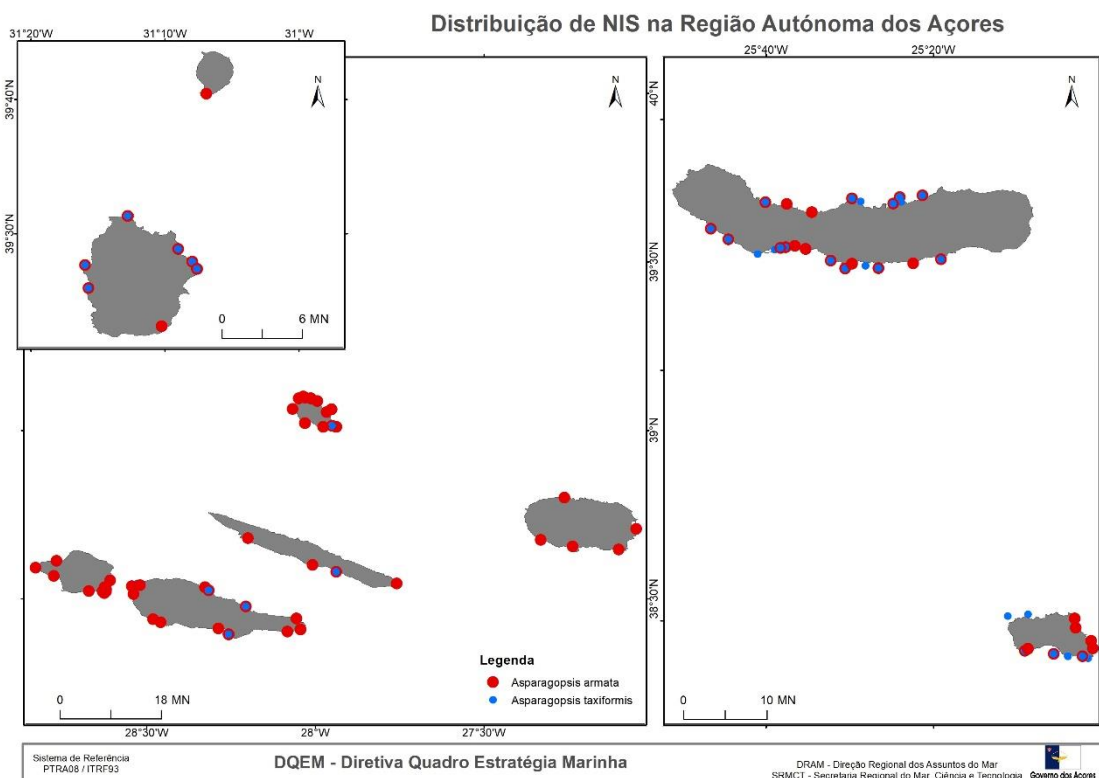 Distribuição de NIS na Região Autónoma dos Açores
31°20'W 31°10'W 31°W
25°40'W 25°20'W
N
N
N
39°40'N
40°N
39°30'N
39°30'N
0 6 MN
39°N
38°30'N
Legenda
Asparagopsis armata
Asparagopsis taxiformis
0 18 MN
0 10 MN
28°30'W 28°W 27°30'W
Sistema de Referência
PTRA08 / ITRF93
DQEM - Diretiva Quadro Estratégia Marinha
DRAM - Direção Regional dos Assuntos do Mar
SRMCT - Secretaria Regional do Mar, Ciência e Tecnologia
Governo dos Açores